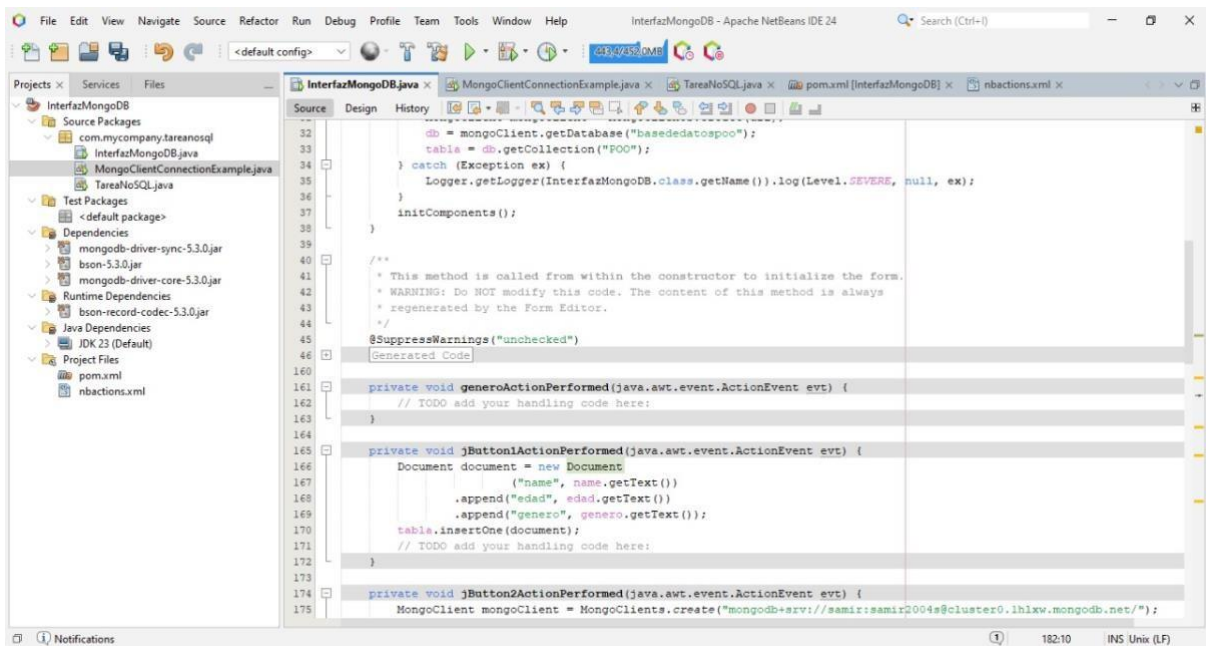 File Edit View Navigate Source Refactor Run Debug Profile Team Tools Window Help InterfazMongoDB - Apache NetBeans IDE 24 Search (Ctrl+I)
<default config> 443,4/452,0MB
Projects Services Files
InterfazMongoDB.java MongoClientConnectionExample.java TareaNoSQL.java pom.xml [InterfazMongoDB] nbactions.xml
Source Design History
InterfazMongoDB
Source Packages
com.mycompany.tareanosql
InterfazMongoDB.java
MongoClientConnectionExample.java
TareaNoSQL.java
Test Packages
<default package>
Dependencies
mongodb-driver-sync-5.3.0.jar
bson-5.3.0.jar
mongodb-driver-core-5.3.0.jar
Runtime Dependencies
bson-record-codec-5.3.0.jar
Java Dependencies
JDK 23 (Default)
Project Files
pom.xml
nbactions.xml
32 db = mongoClient.getDatabase("basededatospoo");
33 tabla = db.getCollection("POO");
34 } catch (Exception ex) {
35 Logger.getLogger(InterfazMongoDB.class.getName()).log(Level.SEVERE, null, ex);
36 }
37 initComponents();
38 }
39
40 /**
41 * This method is called from within the constructor to initialize the form.
42 * WARNING: Do NOT modify this code. The content of this method is always
43 * regenerated by the Form Editor.
44 */
45 @SuppressWarnings("unchecked")
46 Generated Code
160
161 private void generoActionPerformed(java.awt.event.ActionEvent evt) {
162 // TODO add your handling code here:
163 }
164
165 private void jButton1ActionPerformed(java.awt.event.ActionEvent evt) {
166 Document document = new Document
167 ("name", name.getText())
168 .append("edad", edad.getText())
169 .append("genero", genero.getText());
170 tabla.insertOne(document);
171 // TODO add your handling code here:
172 }
173
174 private void jButton2ActionPerformed(java.awt.event.ActionEvent evt) {
175 MongoClient mongoClient = MongoClients.create("mongodb+srv://samir:samir2004s@cluster0.lhlxw.mongodb.net/");
Notifications 1 182:10 INS Unix (LF)